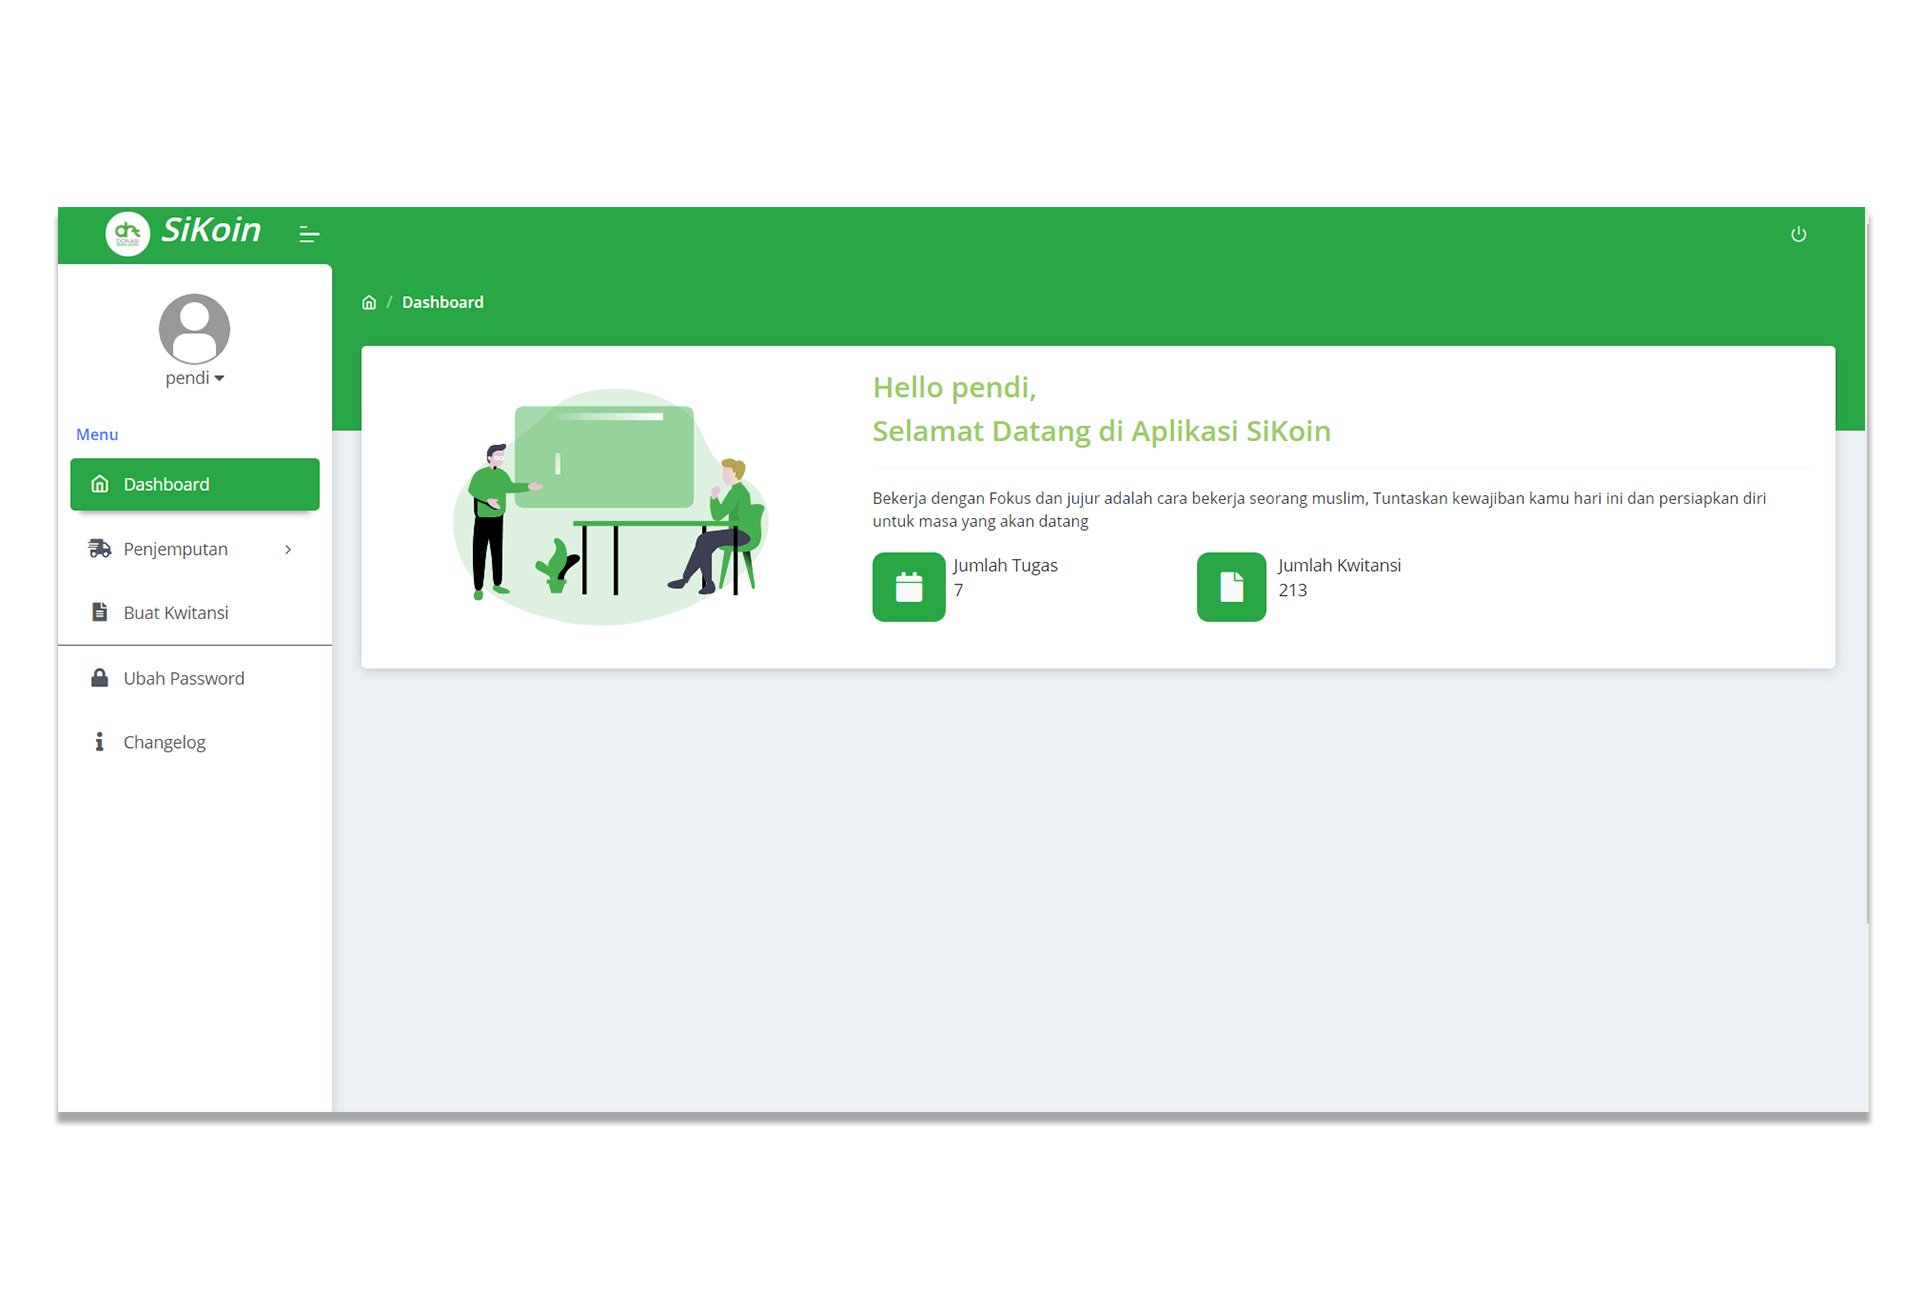 DONASI
SiKoin
pendi
Menu
Dashboard
Penjemputan
Buat Kwitansi
Ubah Password
Changelog
/ Dashboard
Hello pendi,
Selamat Datang di Aplikasi SiKoin
Bekerja dengan Fokus dan jujur adalah cara bekerja seorang muslim, Tuntaskan kewajiban kamu hari ini dan persiapkan diri
untuk masa yang akan datang
Jumlah Tugas
7
Jumlah Kwitansi
213